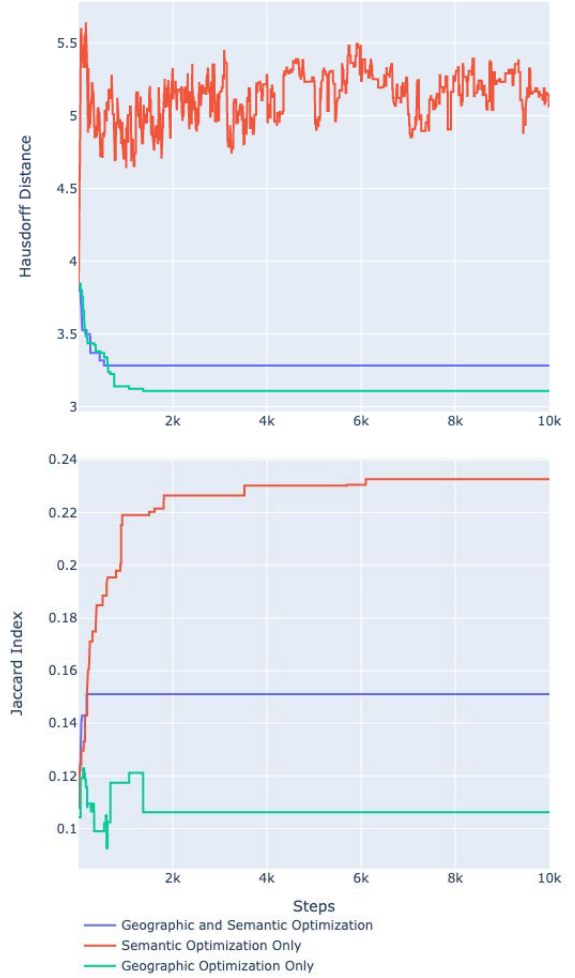 5.5
5
4.5
4
3.5
3
Hausdorff Distance
2k 4k 6k 8k 10k
0.24
0.22
0.2
0.18
0.16
0.14
0.12
0.1
Jaccard Index
2k 4k 6k 8k 10k
Steps
Geographic and Semantic Optimization
Semantic Optimization Only
Geographic Optimization Only